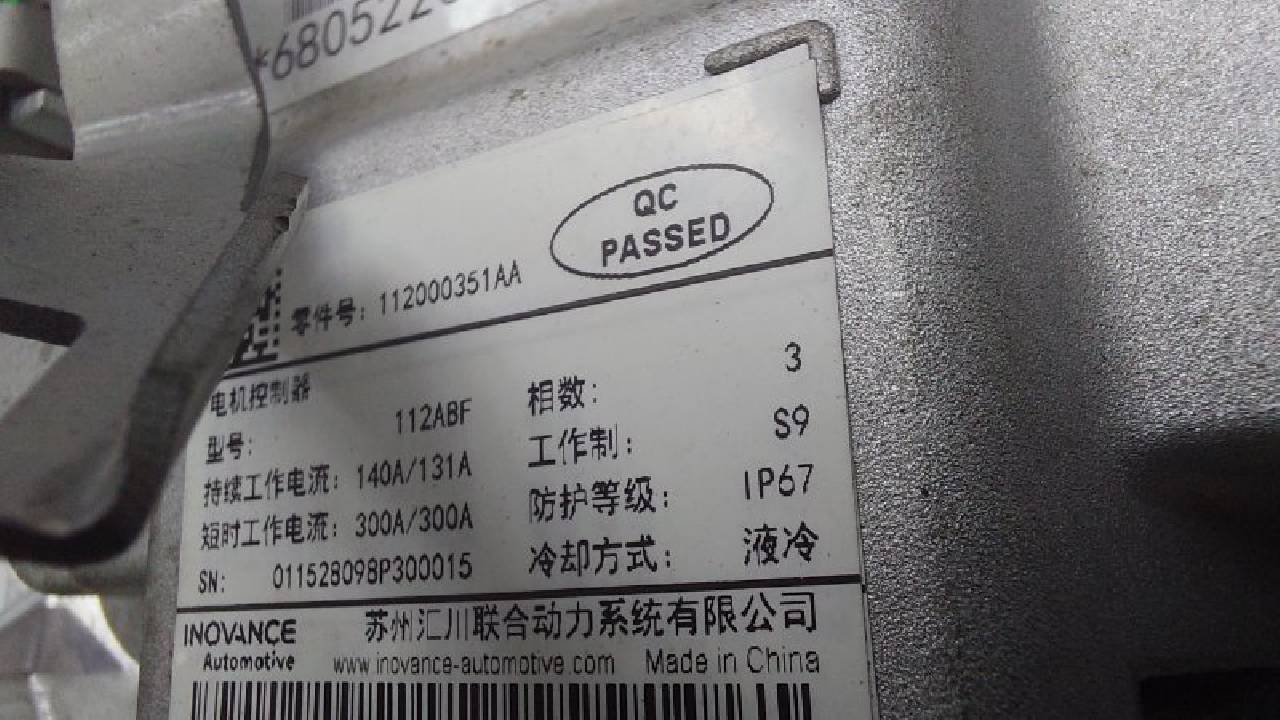 *680522
QC
PASSED
零件号: 112000351AA
电机控制器
型号: 112ABF
持续工作电流: 140A/131A
短时工作电流: 300A/300A
SN: 011528098P300015
相数: 3
工作制: S9
防护等级: IP67
冷却方式: 液冷
INOVANCE
Automotive
苏州汇川联合动力系统有限公司
www.inovance-automotive.com Made in China